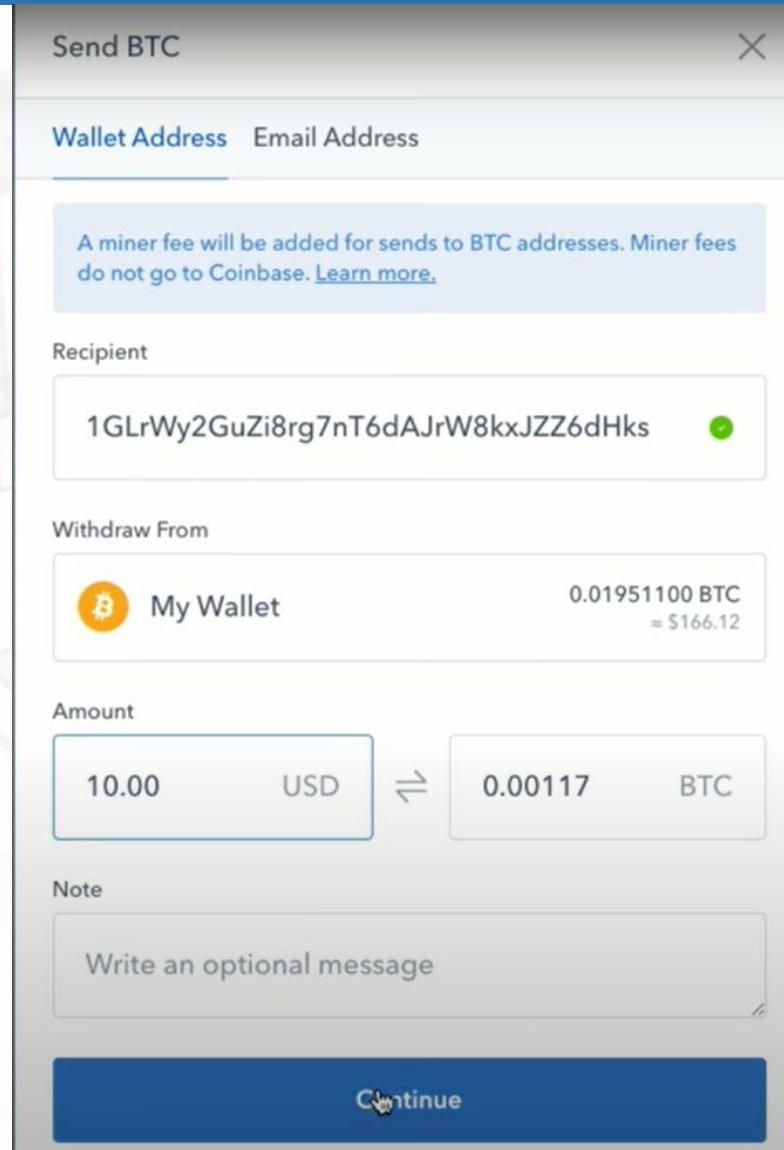 Send BTC
Wallet Address Email Address
A miner fee will be added for sends to BTC addresses. Miner fees
do not go to Coinbase. Learn more.
Recipient
1GLrWy2GuZi8rg7nT6dAJrW8kxJZZ6dHks
Withdraw From
My Wallet 0.01951100 BTC
≈ $166.12
Amount
10.00 USD 0.00117 BTC
Note
Write an optional message
Continue